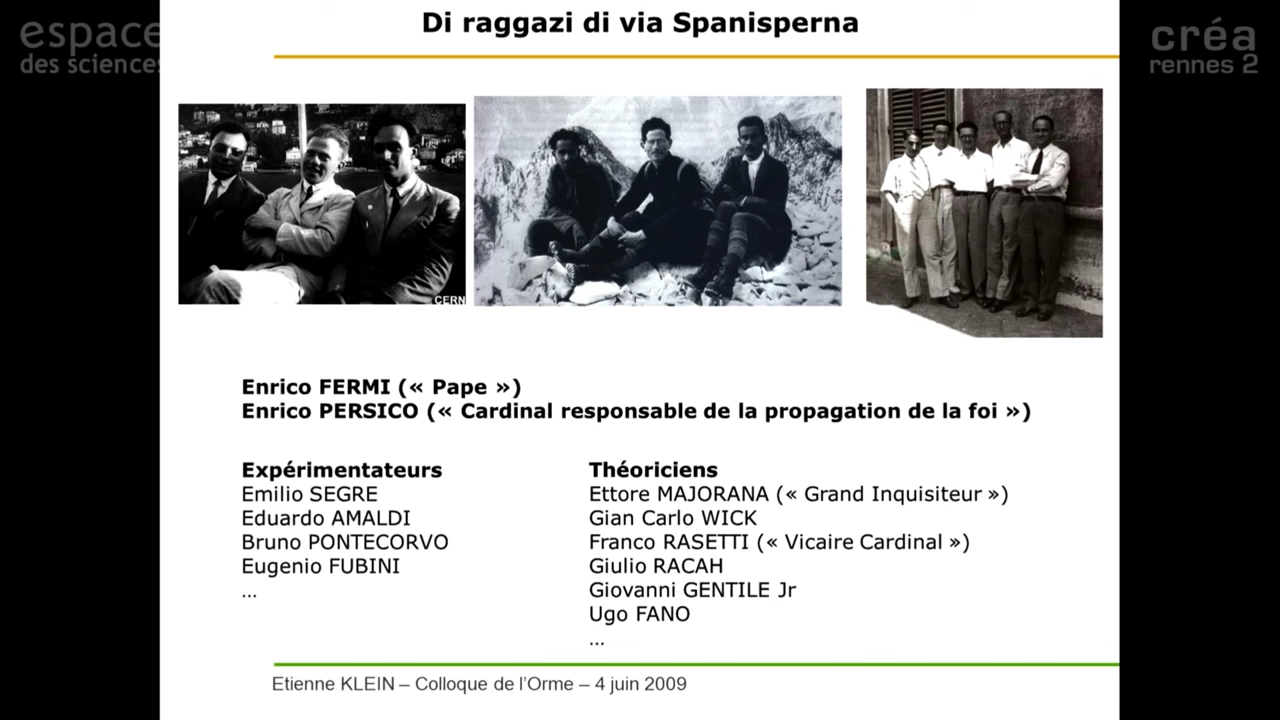 espace
des sciences
créa
rennes 2
Di raggazi di via Spanisperna
CERN
Enrico FERMI (« Pape »)
Enrico PERSICO (« Cardinal responsable de la propagation de la foi »)
Expérimentateurs
Emilio SEGRE
Eduardo AMALDI
Bruno PONTECORVO
Eugenio FUBINI
...
Théoriciens
Ettore MAJORANA (« Grand Inquisiteur »)
Gian Carlo WICK
Franco RASETTI (« Vicaire Cardinal »)
Giulio RACAH
Giovanni GENTILE Jr
Ugo FANO
...
Etienne KLEIN – Colloque de l'Orme – 4 juin 2009